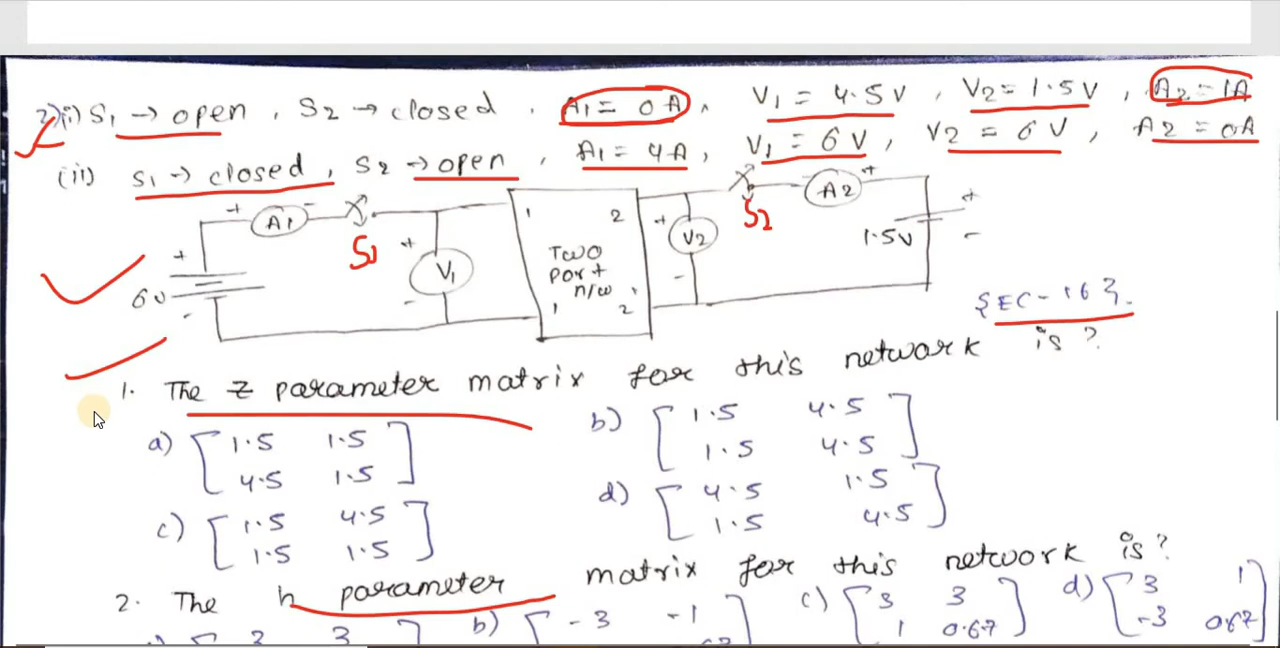 2)(i) S₁ → open , S₂ → closed , A₁ = 0 A , V₁ = 4.5 V , V₂ = 1.5 V , A₂ = 1A
(ii) S₁ → closed , S₂ → open , A₁ = 4A , V₁ = 6 V , V₂ = 6 V , A₂ = 0A
+ A₁ - + V₁ - 6v
S₁
1 2
Two
port
n/w
1' 2'
+ V₂ -
S₂
A₂ +
1.5V + -
{SEC - 16}.
1. The Z parameter matrix for this network is ?
a) [1.5 1.5
4.5 1.5]
b) [1.5 4.5
1.5 4.5]
c) [1.5 4.5
1.5 1.5]
d) [4.5 1.5
1.5 4.5]
2. The h parameter matrix for this network is ?
b) [-3 -1
c) [3 3
1 0.67]
d) [3 1
-3 0.67]